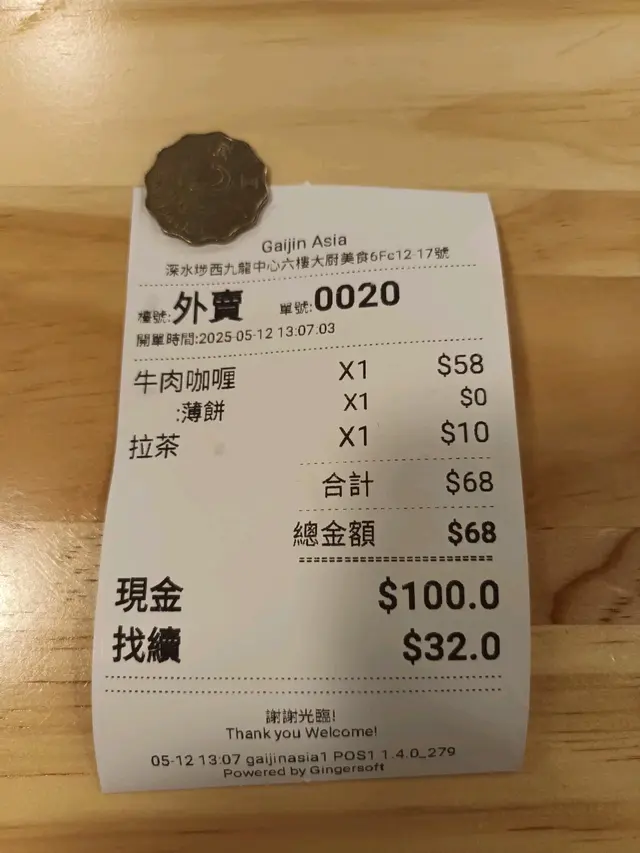 Gaijin Asia
深水埗西九龍中心六樓大廚美食6Fc12-17號
檯號:外賣 單號:0020
開單時間:2025-05-12 13:07:03
牛肉咖喱 X1 $58
:薄餅 X1 $0
拉茶 X1 $10
合計 $68
總金額 $68
現金 $100.0
找續 $32.0
謝謝光臨!
Thank you Welcome!
05-12 13:07 gaijinasia1 POS1 1.4.0_279
Powered by Gingersoft